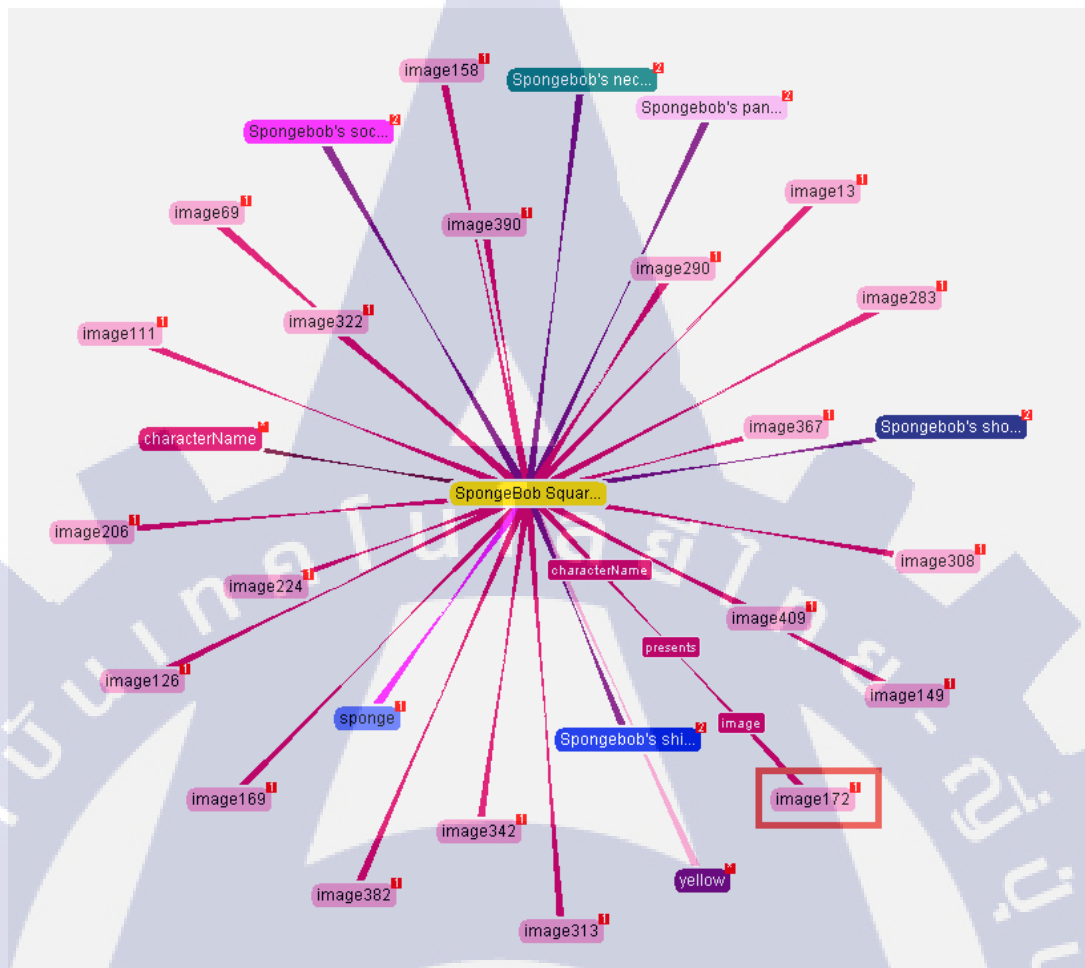 image158
Spongebob's nec...
Spongebob's pan...
Spongebob's soc...
image69
image390
image13
image290
image283
image111
image322
characterName
image367
Spongebob's sho...
SpongeBob Squar...
image206
image224
characterName
image308
image409
presents
image126
sponge
image149
image
Spongebob's shi...
image169
image172
image342
yellow
image382
image313